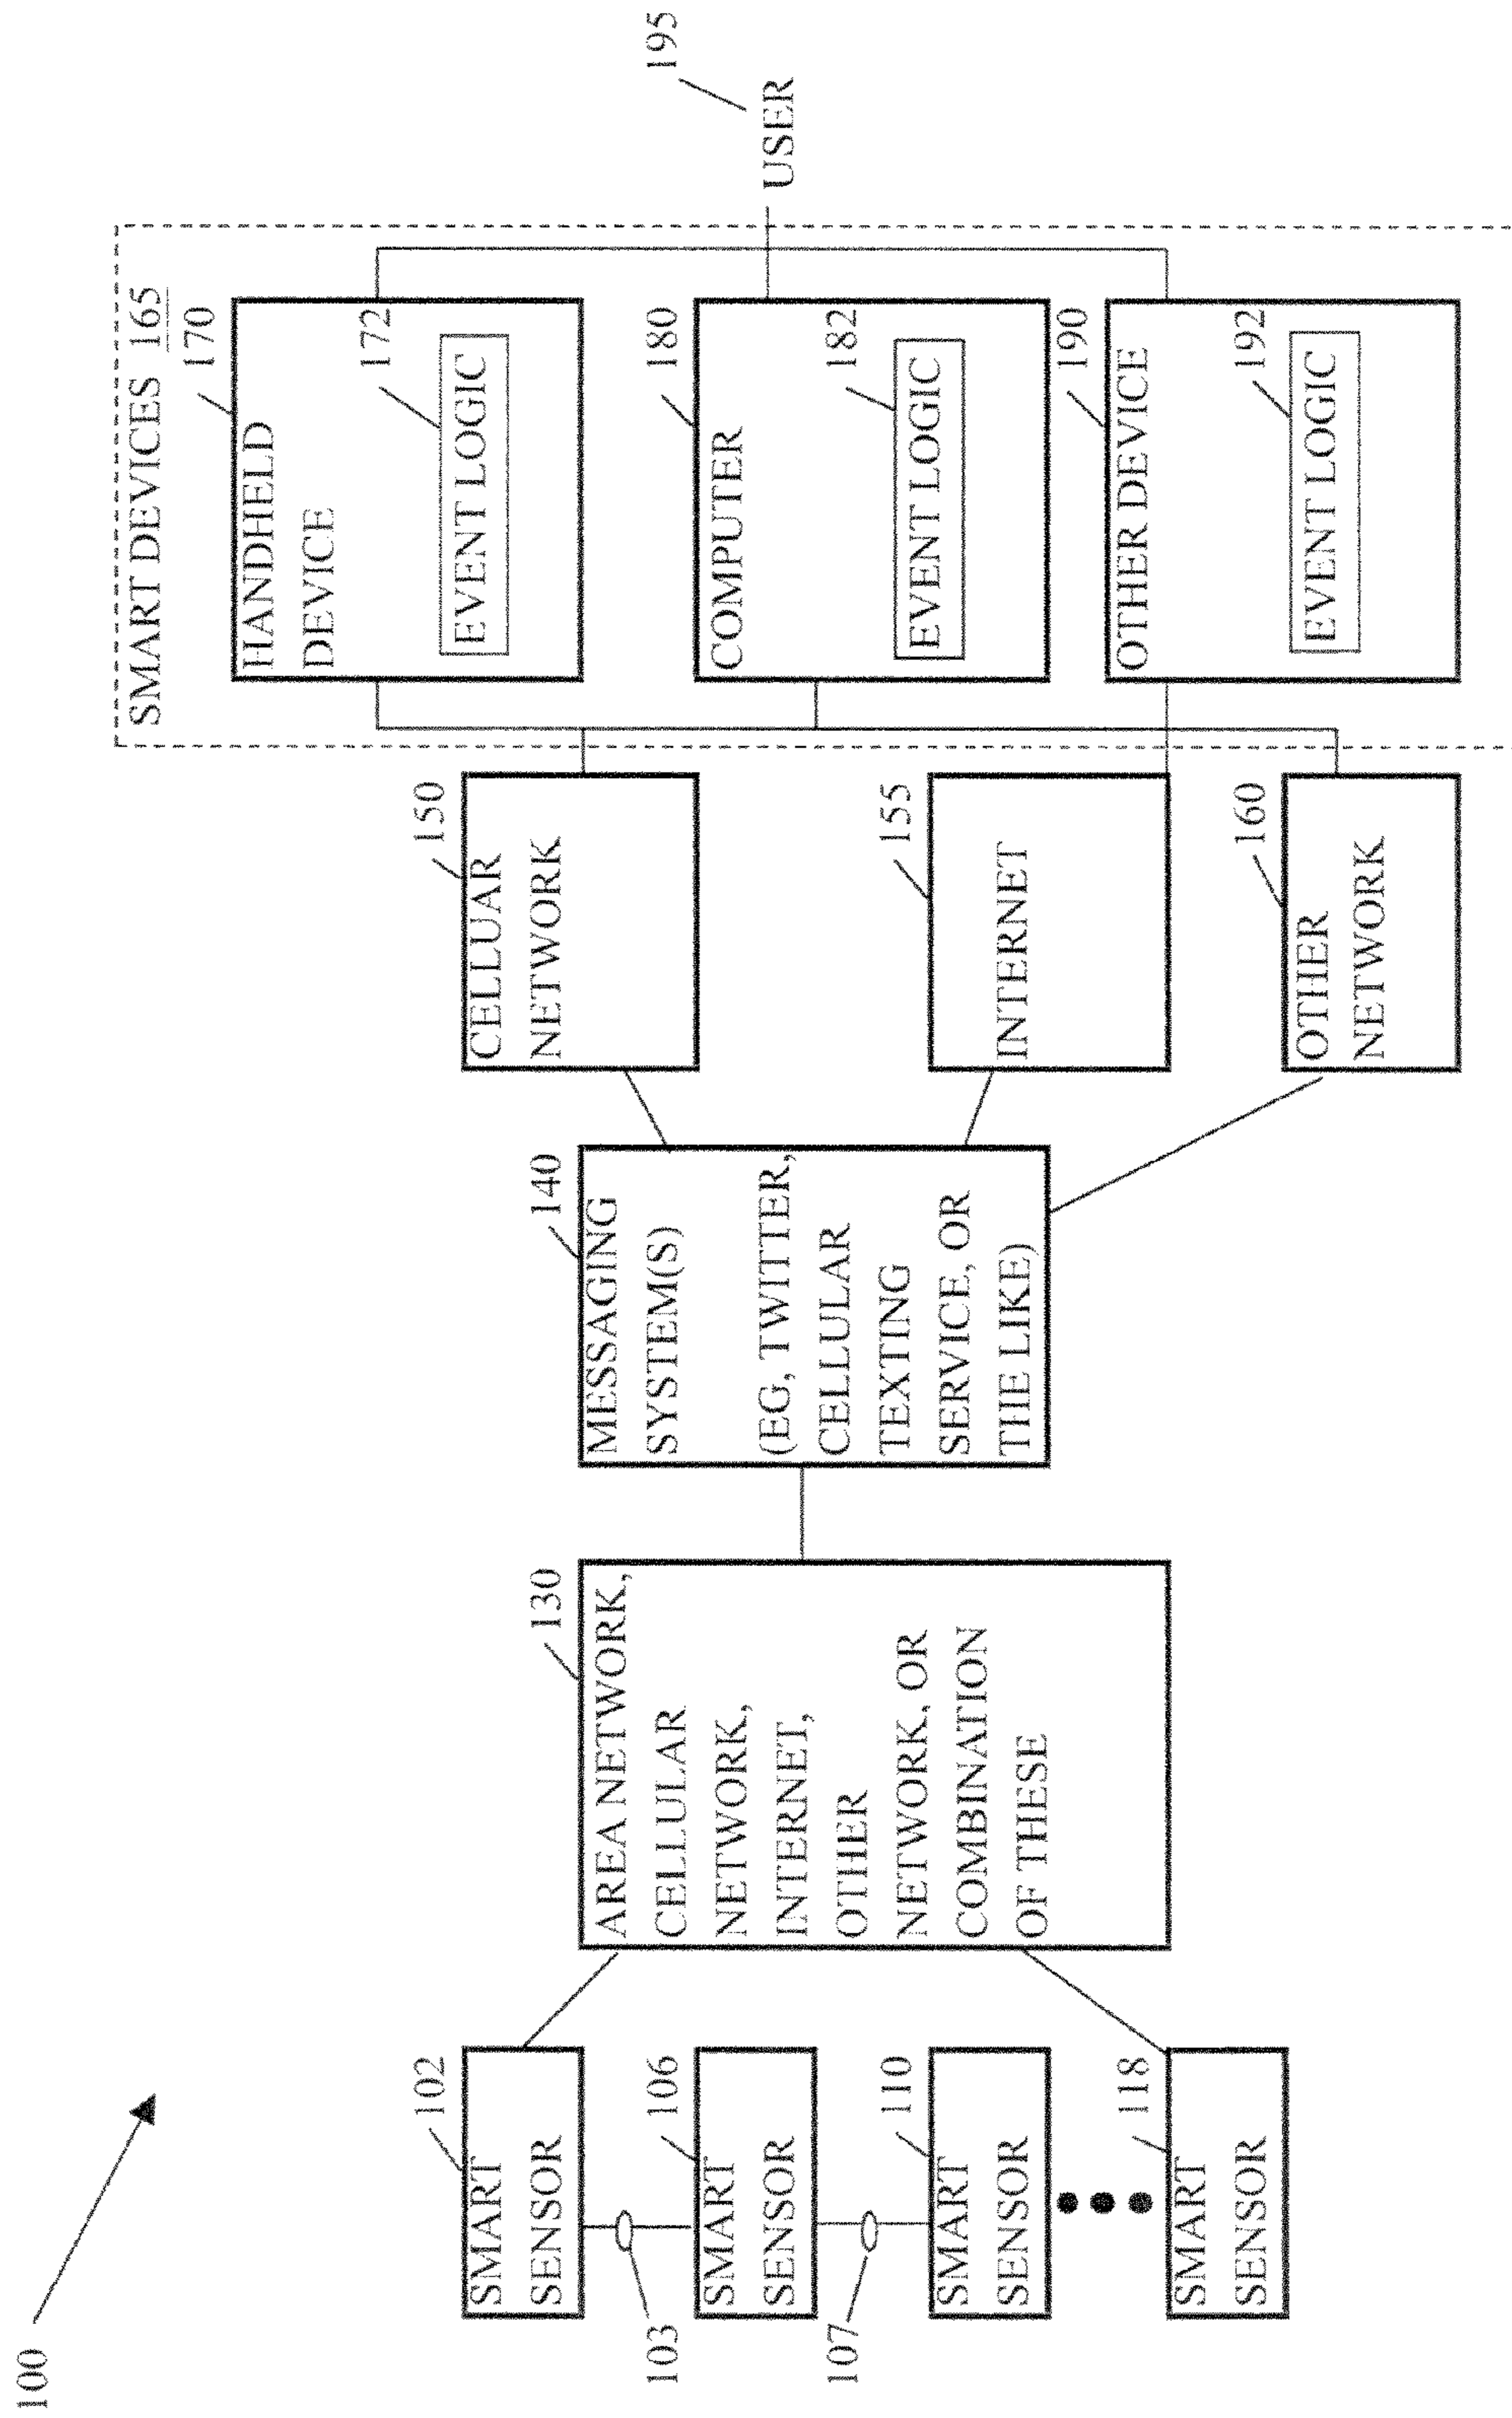 100
SMART
SENSOR
102
103
SMART
SENSOR
106
107
SMART
SENSOR
110
SMART
SENSOR
118
AREA NETWORK,
CELLULAR
NETWORK,
INTERNET,
OTHER
NETWORK, OR
COMBINATION
OF THESE
130
MESSAGING
SYSTEM(S)
(EG, TWITTER,
CELLULAR
TEXTING
SERVICE, OR
THE LIKE)
140
CELLUAR
NETWORK
150
INTERNET
155
OTHER
NETWORK
160
SMART DEVICES 165
HANDHELD
DEVICE
170
EVENT LOGIC
172
COMPUTER
180
EVENT LOGIC
182
OTHER DEVICE
190
EVENT LOGIC
192
USER
195